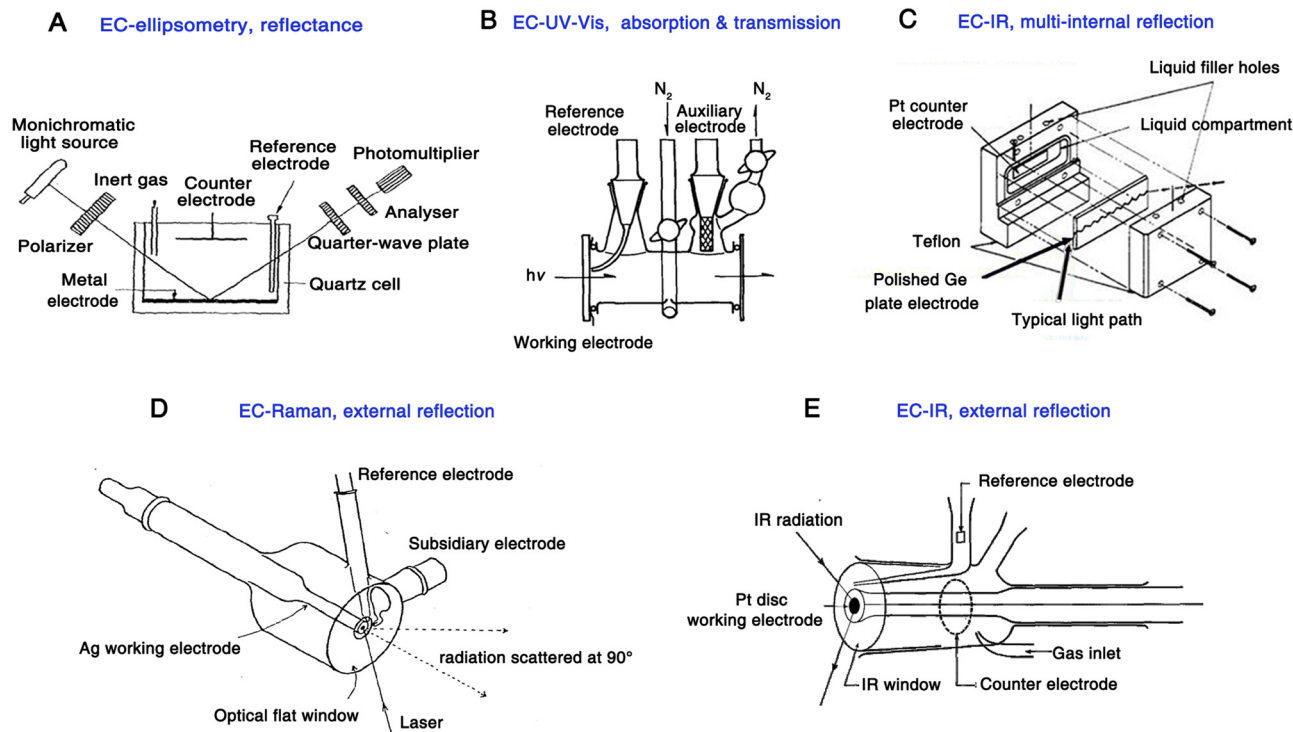 A EC-ellipsometry, reflectance
Monichromatic
light source
Inert gas
Counter
electrode
Reference
electrode
Photomultiplier
Analyser
Polarizer
Quarter-wave plate
Metal
electrode
Quartz cell
B EC-UV-Vis, absorption & transmission
N2
N2
Reference
electrode
Auxiliary
electrode
hν
Working electrode
C EC-IR, multi-internal reflection
Liquid filler holes
Pt counter
electrode
Liquid compartment
Teflon
Polished Ge
plate electrode
Typical light path
D EC-Raman, external reflection
Reference electrode
Subsidiary electrode
Ag working electrode
radiation scattered at 90°
Optical flat window
Laser
E EC-IR, external reflection
Reference electrode
IR radiation
Pt disc
working electrode
Gas inlet
IR window
Counter electrode